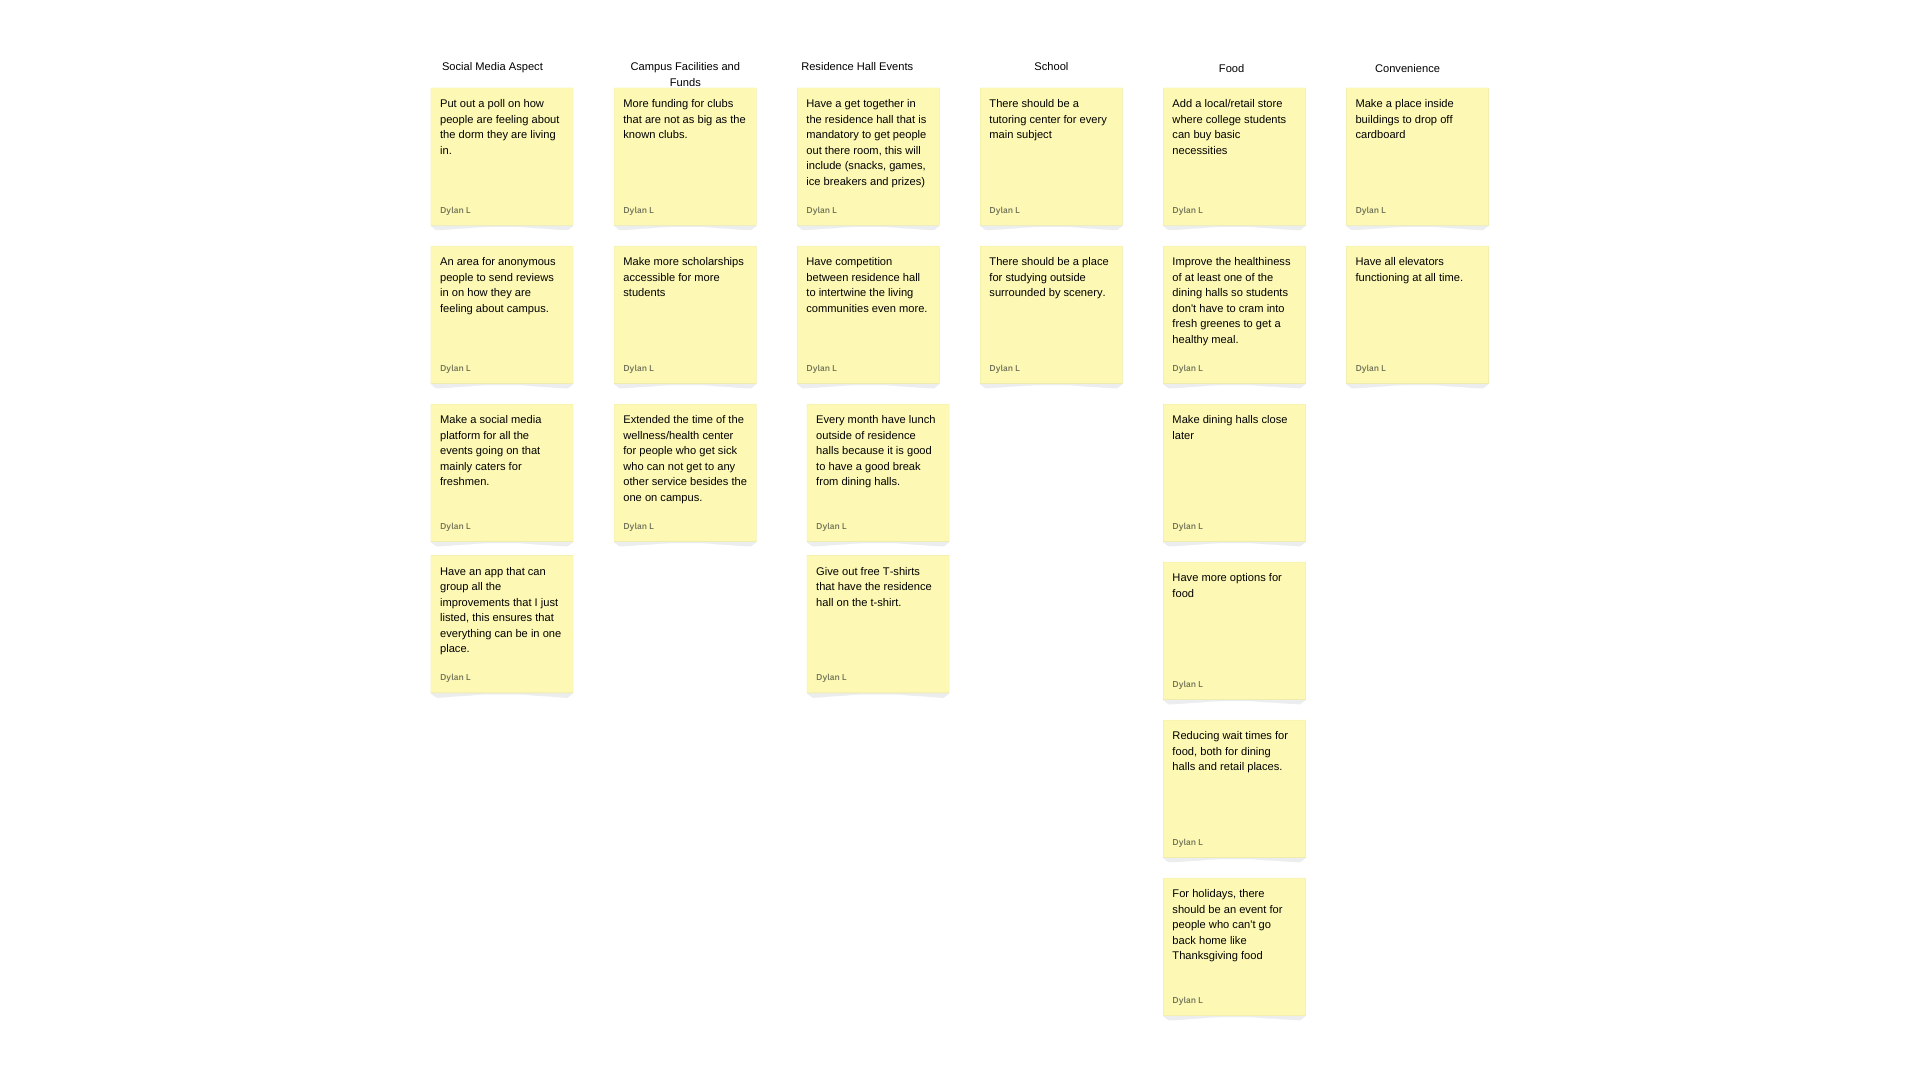 Social Media Aspect
Put out a poll on how
people are feeling about
the dorm they are living
in.
Dylan L
An area for anonymous
people to send reviews
in on how they are
feeling about campus.
Dylan L
Make a social media
platform for all the
events going on that
mainly caters for
freshmen.
Dylan L
Have an app that can
group all the
improvements that I just
listed, this ensures that
everything can be in one
place.
Dylan L
Campus Facilities and
Funds
More funding for clubs
that are not as big as the
known clubs.
Dylan L
Make more scholarships
accessible for more
students
Dylan L
Extended the time of the
wellness/health center
for people who get sick
who can not get to any
other service besides the
one on campus.
Dylan L
Residence Hall Events
Have a get together in
the residence hall that is
mandatory to get people
out there room, this will
include (snacks, games,
ice breakers and prizes)
Dylan L
Have competition
between residence hall
to intertwine the living
communities even more.
Dylan L
Every month have lunch
outside of residence
halls because it is good
to have a good break
from dining halls.
Dylan L
Give out free T-shirts
that have the residence
hall on the t-shirt.
Dylan L
School
There should be a
tutoring center for every
main subject
Dylan L
There should be a place
for studying outside
surrounded by scenery.
Dylan L
Food
Add a local/retail store
where college students
can buy basic
necessities
Dylan L
Improve the healthiness
of at least one of the
dining halls so students
don't have to cram into
fresh greenes to get a
healthy meal.
Dylan L
Make dining halls close
later
Dylan L
Have more options for
food
Dylan L
Reducing wait times for
food, both for dining
halls and retail places.
Dylan L
For holidays, there
should be an event for
people who can't go
back home like
Thanksgiving food
Dylan L
Convenience
Make a place inside
buildings to drop off
cardboard
Dylan L
Have all elevators
functioning at all time.
Dylan L